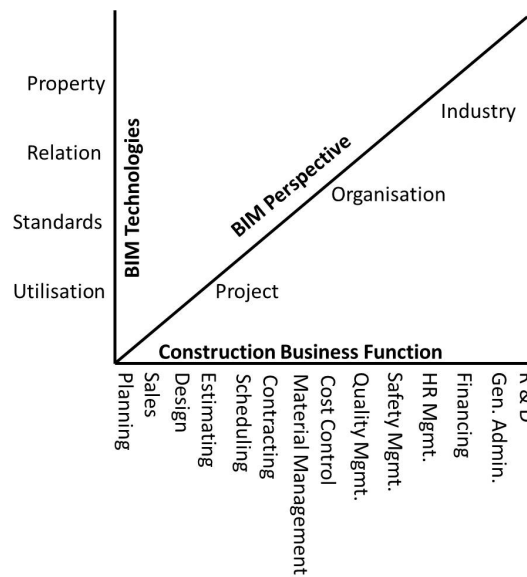 Property
Relation
Standards
Utilisation
BIM Technologies
BIM Perspective
Industry
Organisation
Project
Construction Business Function
Planning
Sales
Design
Estimating
Scheduling
Contracting
Material Management
Cost Control
Quality Mgmt.
Safety Mgmt.
HR Mgmt.
Financing
Gen. Admin.
R & D